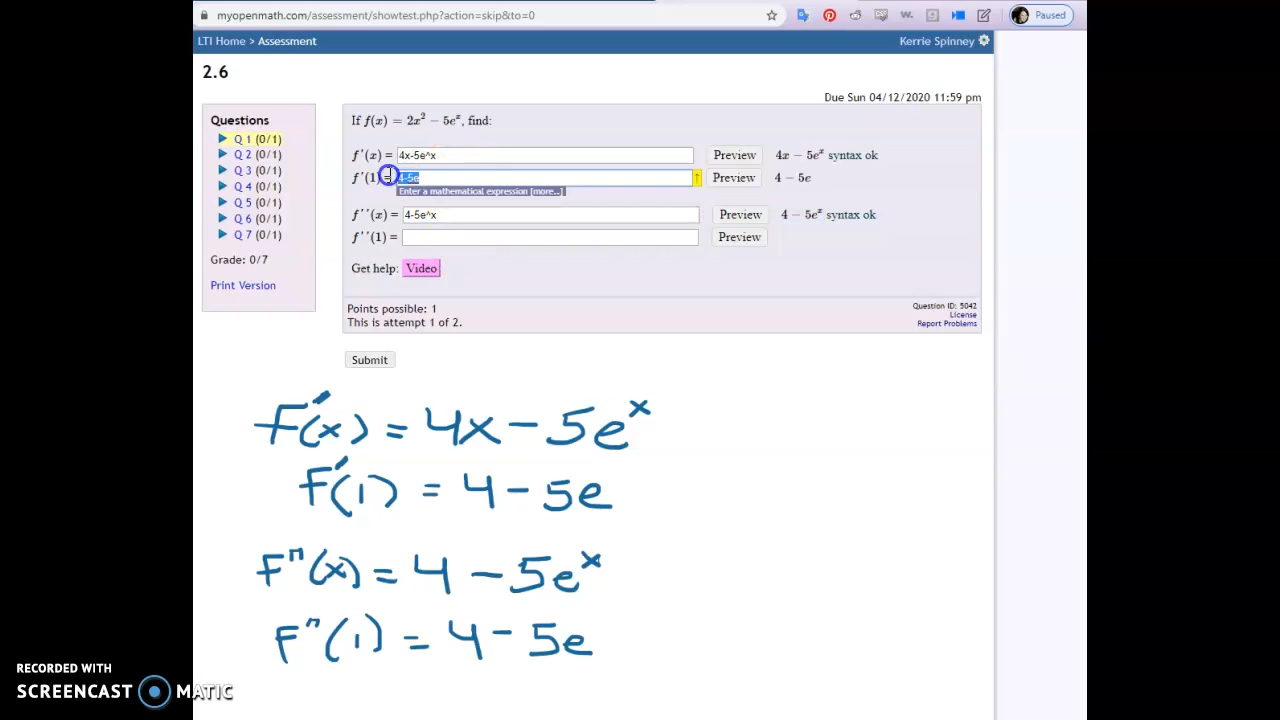 myopenmath.com/assessment/showtest.php?action=skip&to=0
Paused
LTI Home > Assessment
Kerrie Spinney
2.6
Due Sun 04/12/2020 11:59 pm
Questions
Q 1 (0/1)
Q 2 (0/1)
Q 3 (0/1)
Q 4 (0/1)
Q 5 (0/1)
Q 6 (0/1)
Q 7 (0/1)
Grade: 0/7
Print Version
If f(x) = 2x² − 5eˣ, find:
f'(x) = 4x-5e^x Preview 4x − 5eˣ syntax ok
f'(1) = 4-5e Preview 4 − 5e
Enter a mathematical expression [more..]
f''(x) = 4-5e^x Preview 4 − 5eˣ syntax ok
f''(1) = Preview
Get help: Video
Points possible: 1
This is attempt 1 of 2.
Question ID: 5042
License
Report Problems
Submit
F'(x) = 4x − 5eˣ
F'(1) = 4 − 5e
F"(x) = 4 − 5eˣ
F"(1) = 4 − 5e
RECORDED WITH
SCREENCAST MATIC